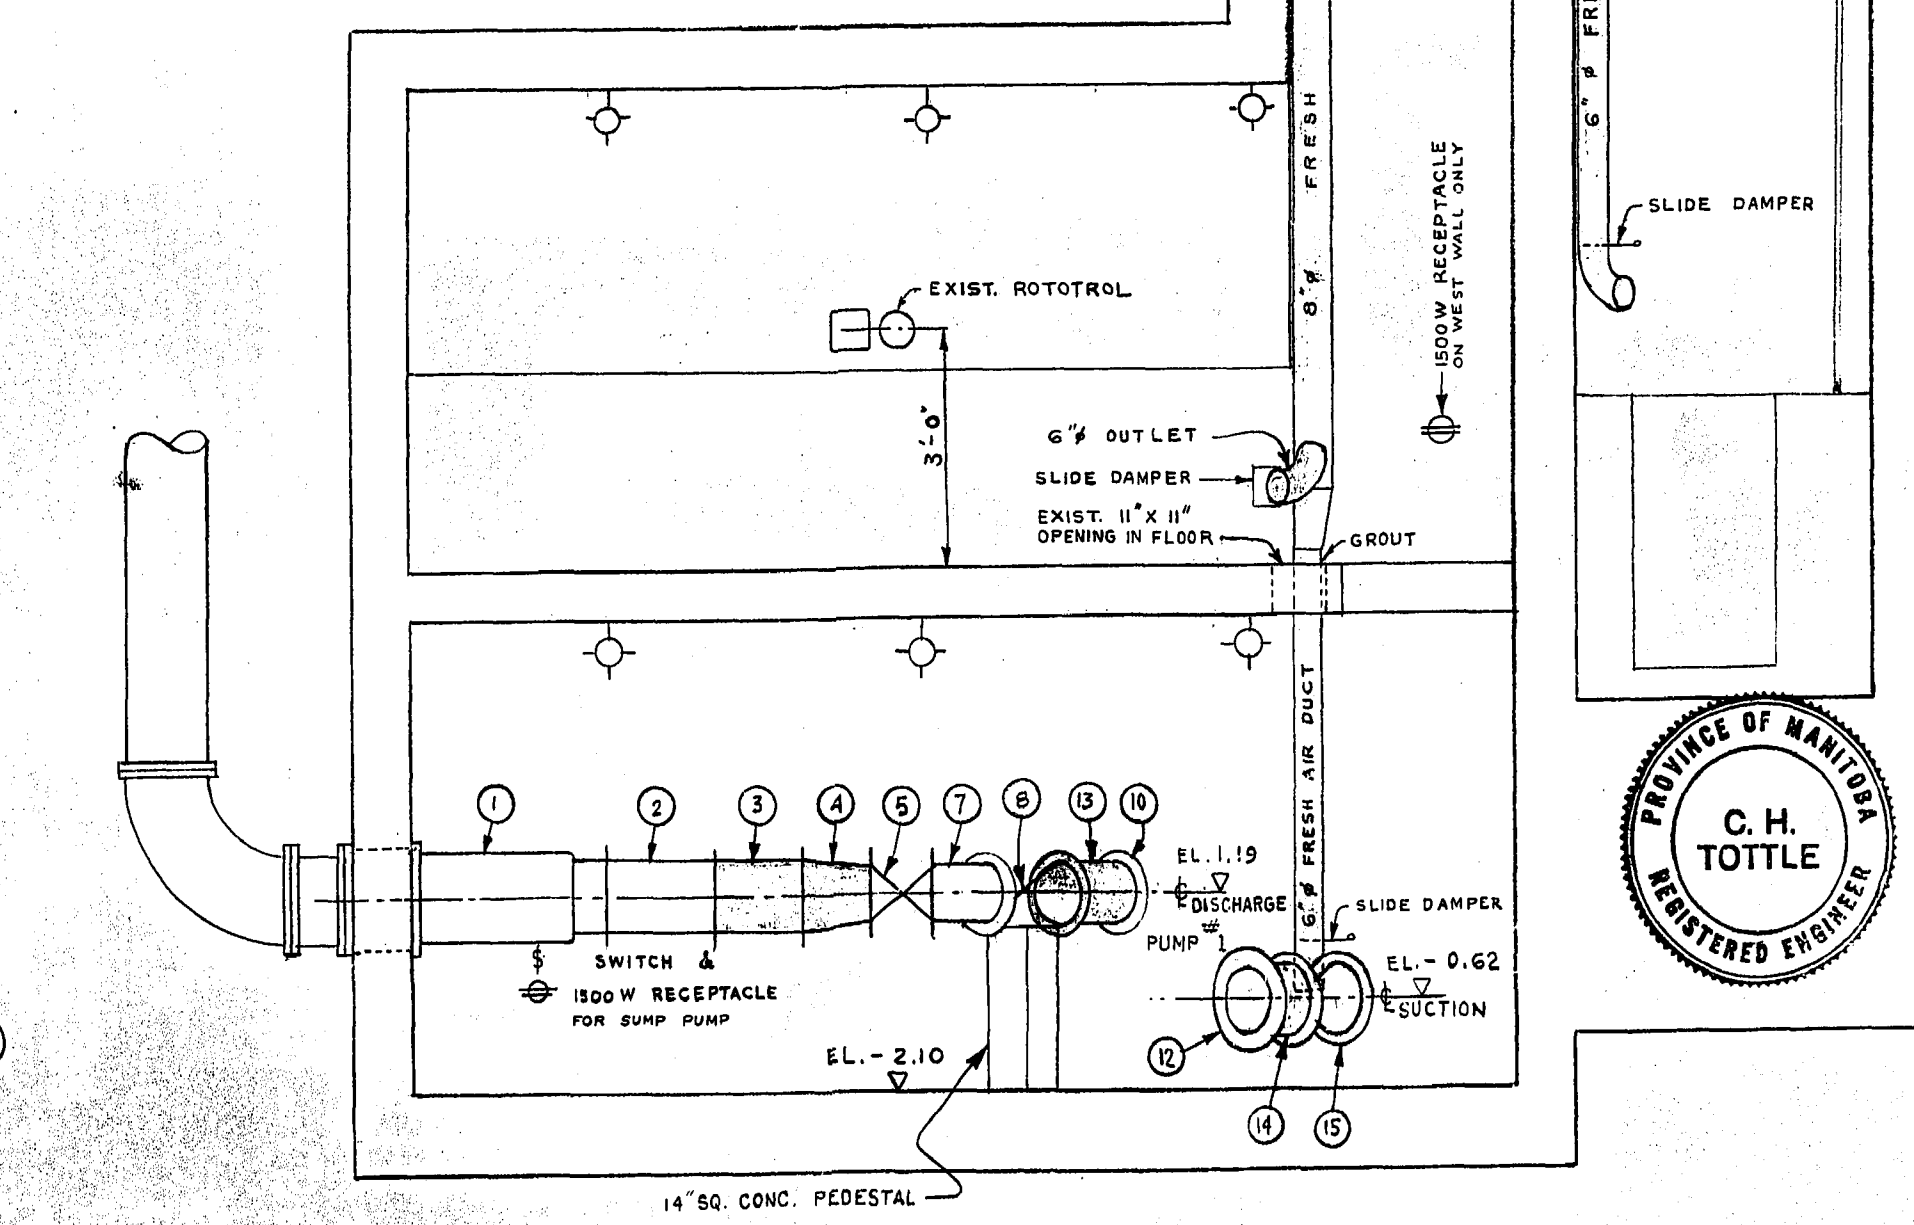 6" ø FRE
SLIDE DAMPER
8"ø FRESH
1500W RECEPTACLE
ON WEST WALL ONLY
EXIST. ROTOTROL
3'-0"
6"ø OUTLET
SLIDE DAMPER
EXIST. 11" X 11"
OPENING IN FLOOR
GROUT
6"ø FRESH AIR DUCT
1
2
3
4
5
7
8
13
10
EL. 1.19
℄ DISCHARGE
PUMP #1
SLIDE DAMPER
EL.- 0.62
℄ SUCTION
$
SWITCH &
1500 W RECEPTACLE
FOR SUMP PUMP
EL.- 2.10
12
14
15
14" SQ. CONC. PEDESTAL
PROVINCE OF MANITOBA
C. H.
TOTTLE
REGISTERED ENGINEER